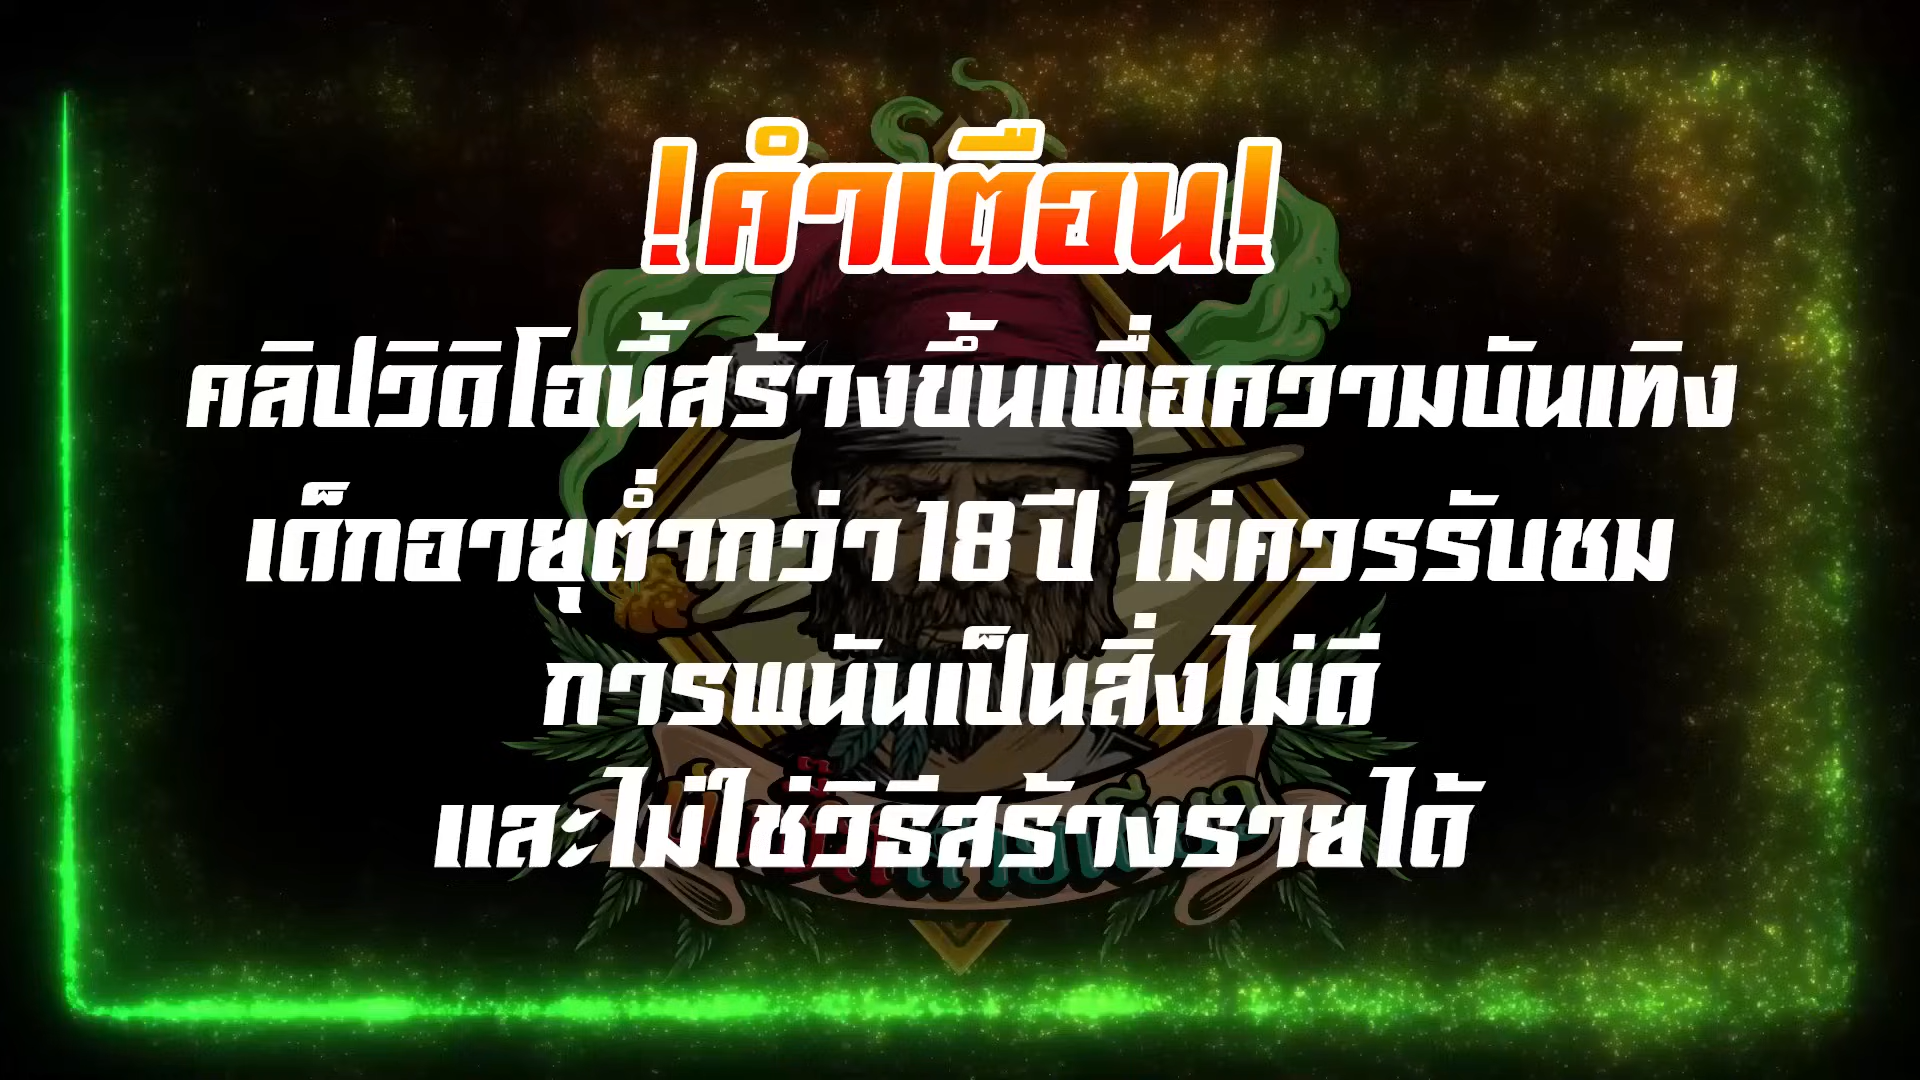 !คำเตือน!
คลิปวิดิโอนี้สร้างขึ้นเพื่อความบันเทิง
เด็กอายุต่ำกว่า 18 ปี ไม่ควรรับชม
การพนันเป็นสิ่งไม่ดี
และไม่ใช่วิธีสร้างรายได้